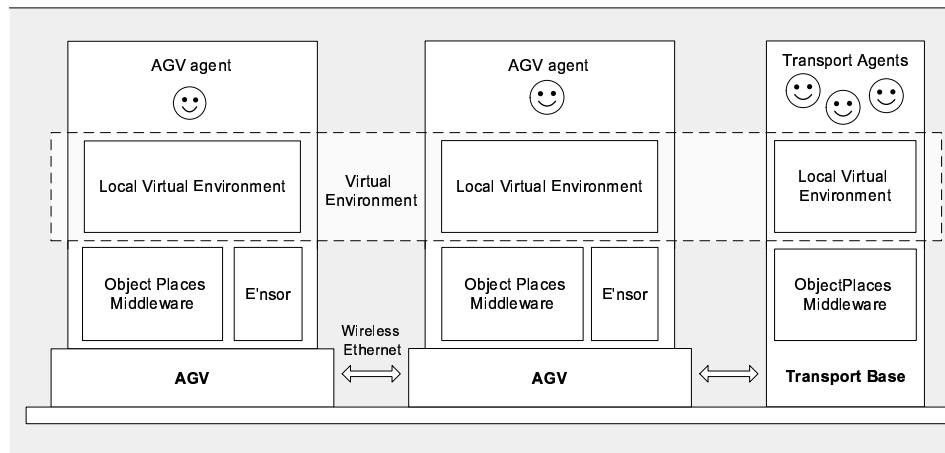 AGV agent
AGV agent
Transport Agents
Local Virtual Environment
Virtual
Environment
Local Virtual Environment
Local Virtual
Environment
Object Places
Middleware
E'nsor
Object Places
Middleware
E'nsor
ObjectPlaces
Middleware
Wireless
Ethernet
AGV
AGV
Transport Base